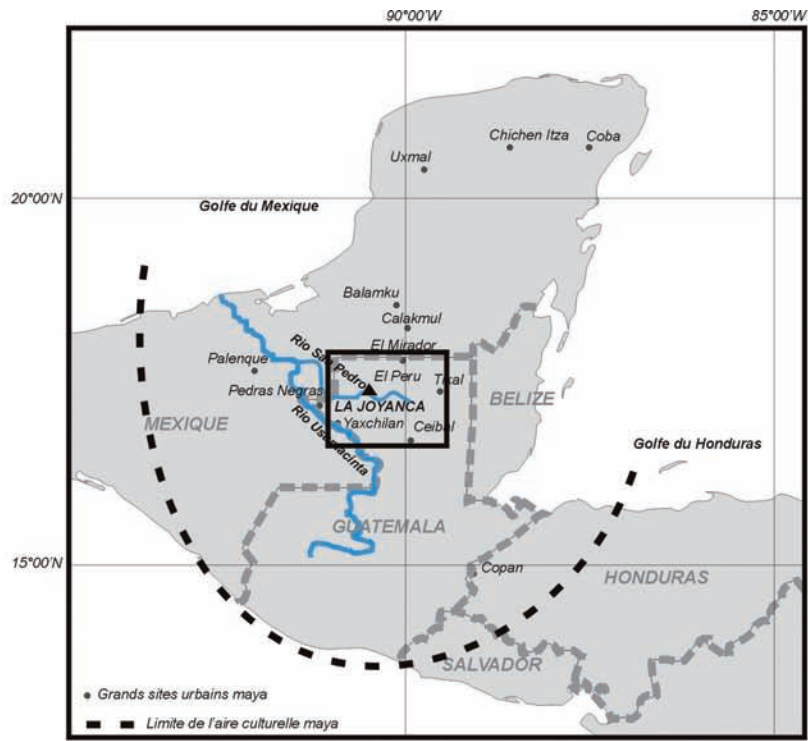 90°00'W
85°00'W
Chichen Itza
Coba
Uxmal
20°00'N
Golfe du Mexique
Balamku
Calakmul
El Mirador
Rio San Pedro
Palenque
El Peru
Tikal
Pedras Negras
LA JOYANCA
BELIZE
MEXIQUE
Yaxchilan
Ceibal
Rio Usumacinta
Golfe du Honduras
GUATEMALA
15°00'N
Copan
HONDURAS
SALVADOR
Grands sites urbains maya
Limite de l'aire culturelle maya